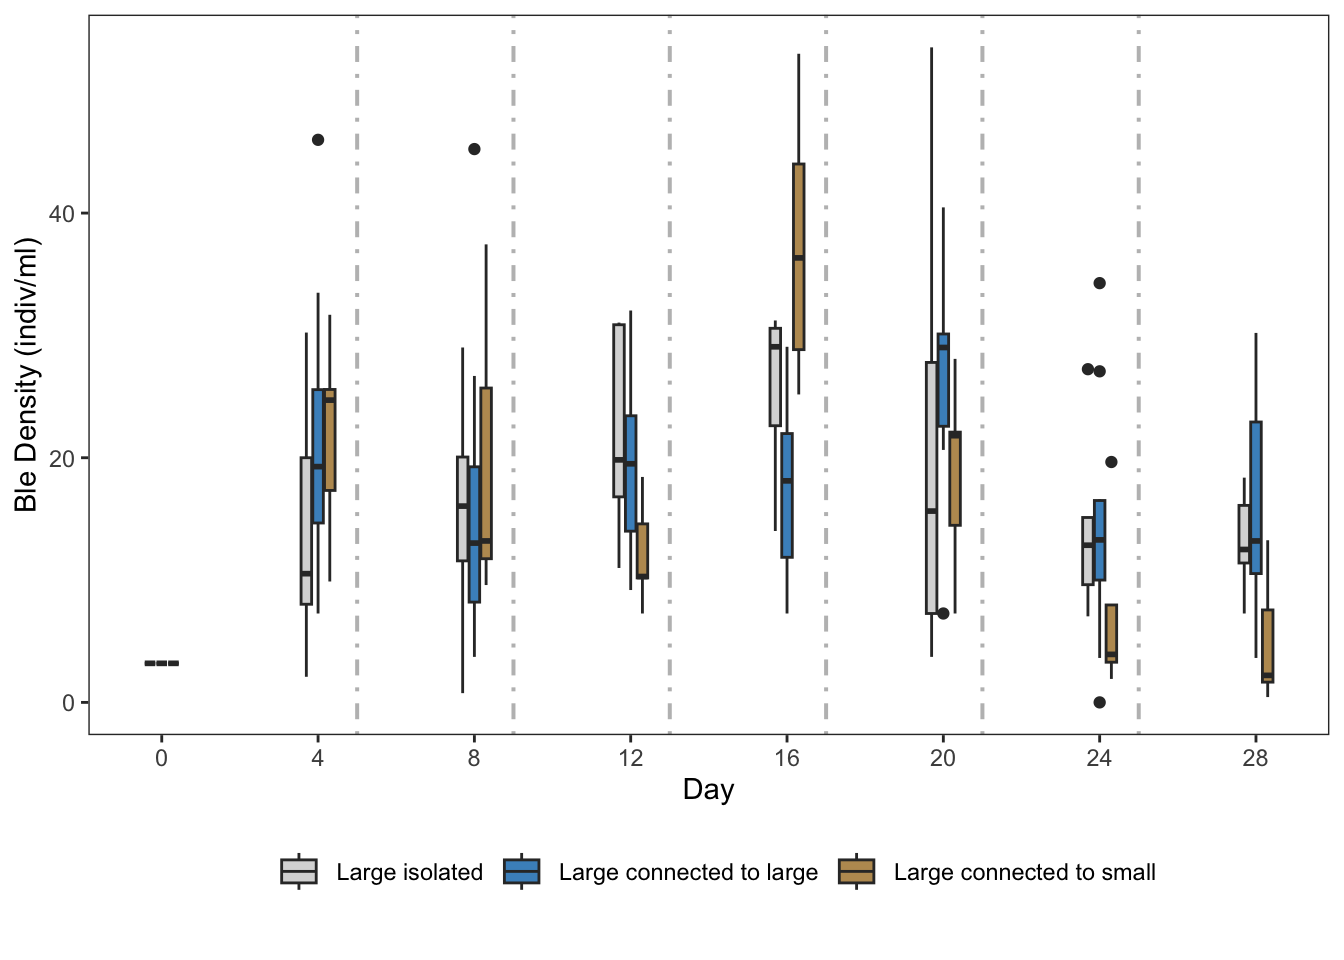 Ble Density (indiv/ml)
40
20
0
0 4 8 12 16 20 24 28
Day
Large isolated Large connected to large Large connected to small